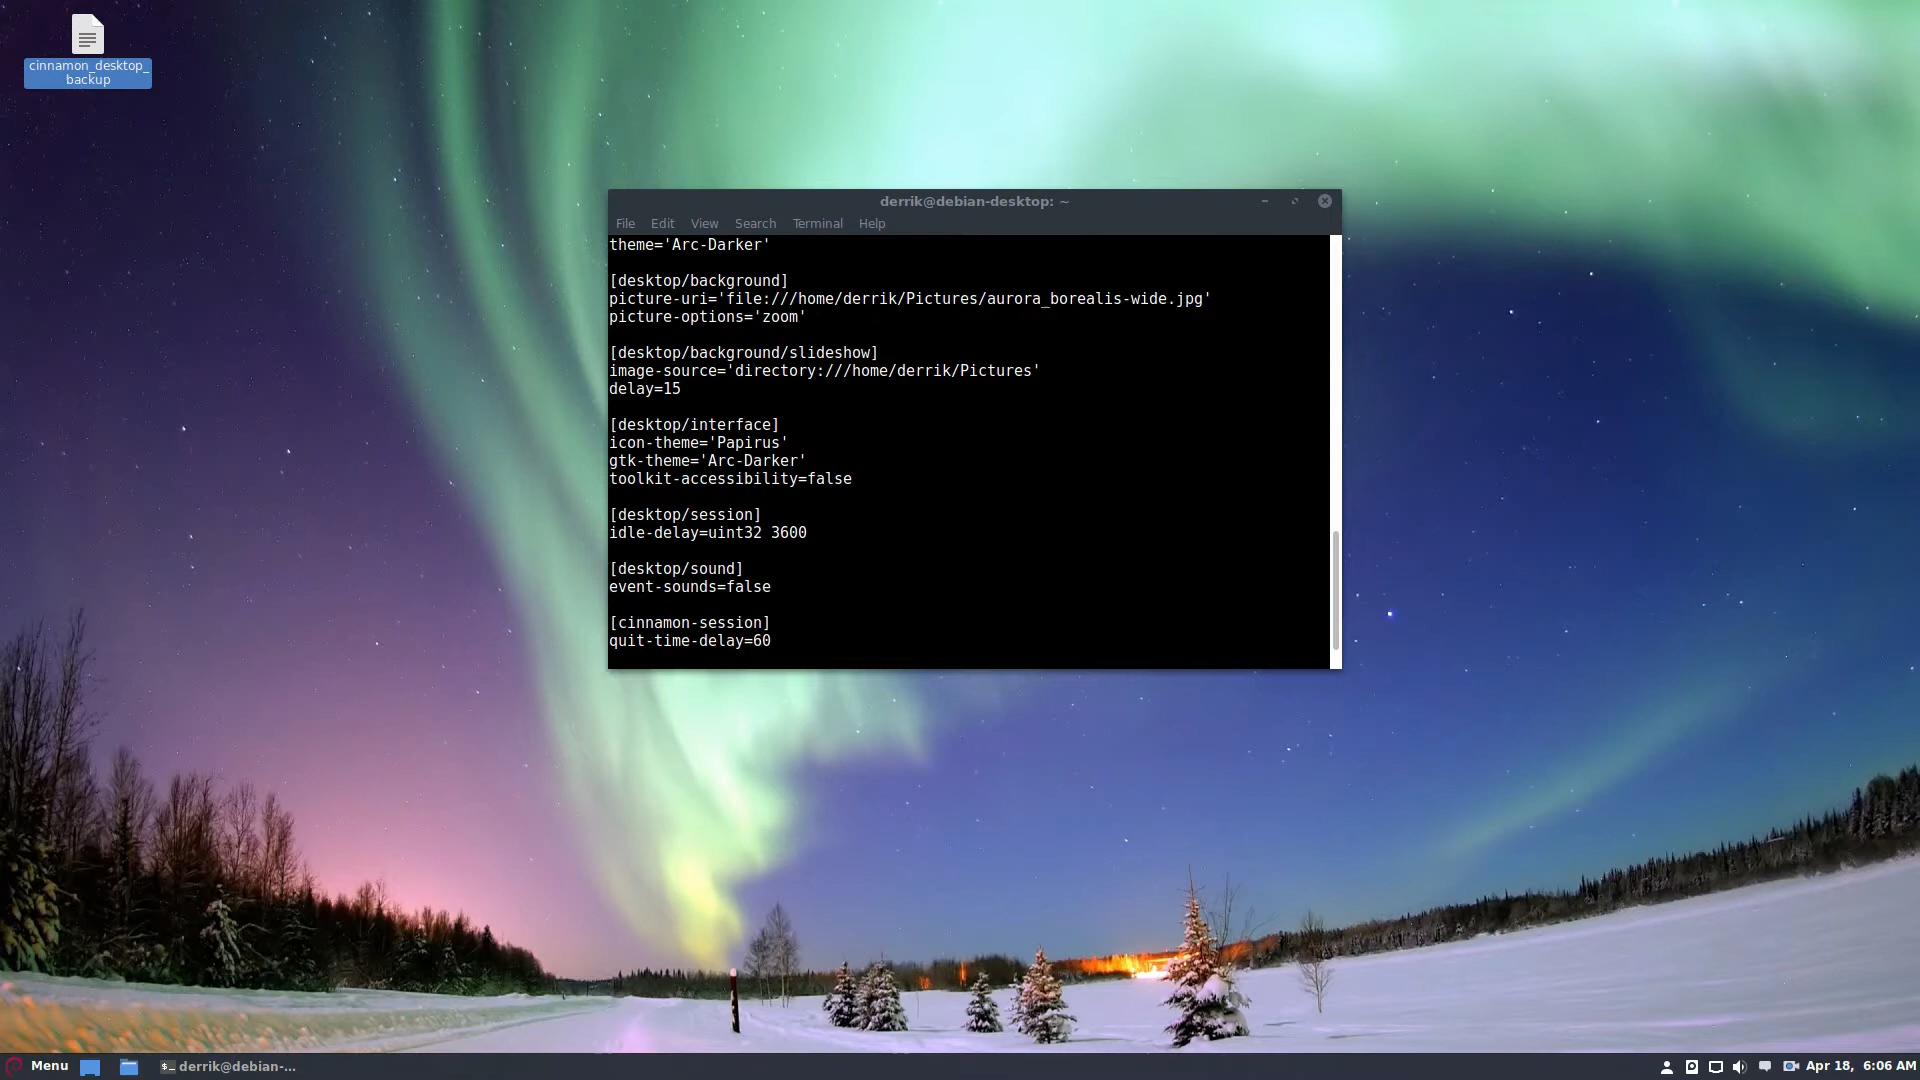 cinnamon_desktop_
backup
derrik@debian-desktop: ~
File Edit View Search Terminal Help
theme='Arc-Darker'
[desktop/background]
picture-uri='file:///home/derrik/Pictures/aurora_borealis-wide.jpg'
picture-options='zoom'
[desktop/background/slideshow]
image-source='directory:///home/derrik/Pictures'
delay=15
[desktop/interface]
icon-theme='Papirus'
gtk-theme='Arc-Darker'
toolkit-accessibility=false
[desktop/session]
idle-delay=uint32 3600
[desktop/sound]
event-sounds=false
[cinnamon-session]
quit-time-delay=60
Menu $_ derrik@debian-... Apr 18, 6:06 AM